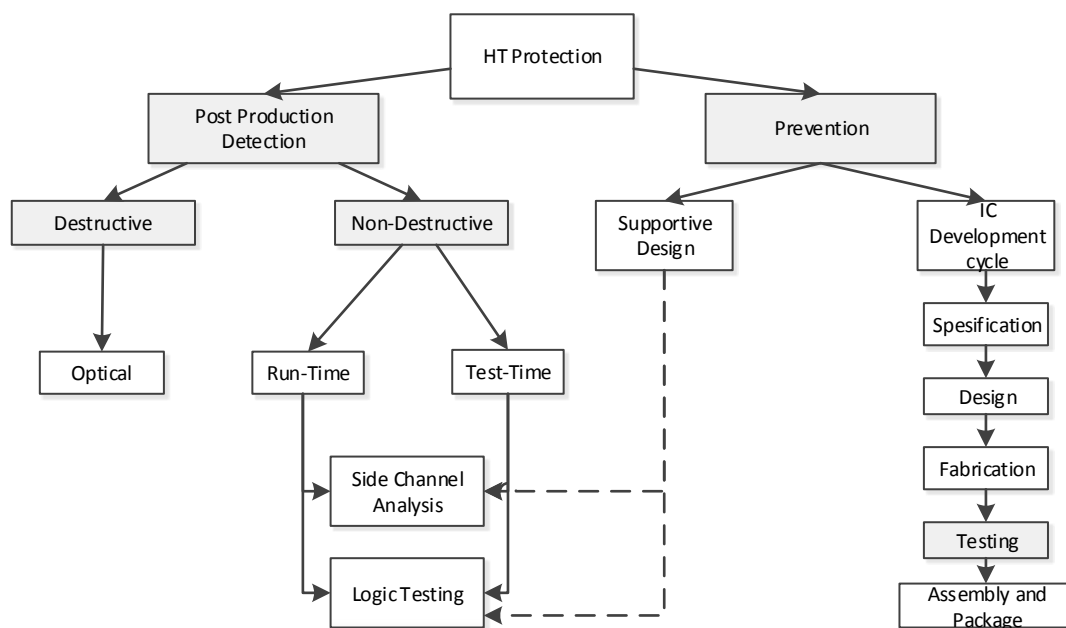 HT Protection
Post Production
Detection
Prevention
Destructive
Non-Destructive
Supportive
Design
IC
Development
cycle
Spesification
Optical
Run-Time
Test-Time
Design
Side Channel
Analysis
Fabrication
Testing
Logic Testing
Assembly and
Package